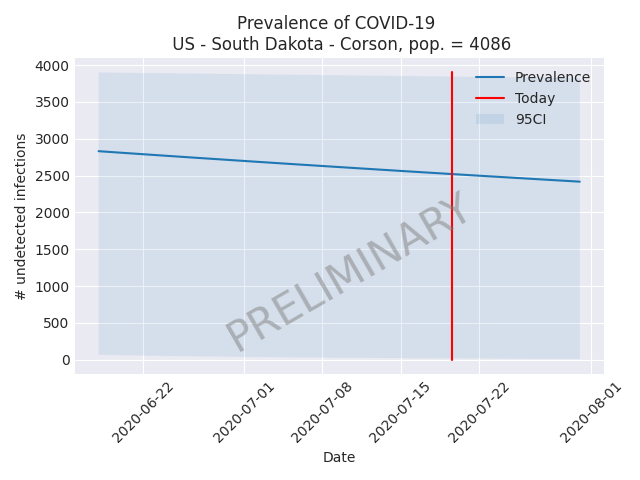 Prevalence of COVID-19
US - South Dakota - Corson, pop. = 4086
4000
3500
3000
2500
2000
1500
1000
500
0
# undetected infections
Prevalence
Today
95CI
PRELIMINARY
2020-06-22
2020-07-01
2020-07-08
2020-07-15
2020-07-22
2020-08-01
Date